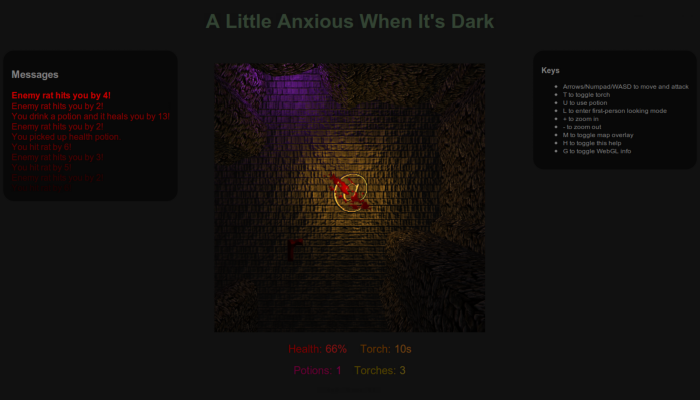 A Little Anxious When It's Dark
Messages
Enemy rat hits you by 4!
Enemy rat hits you by 2!
You drink a potion and it heals you by 13!
Enemy rat hits you by 2!
You picked up health potion
You hit rat by 6!
Enemy rat hits you by 3!
Keys
Arrows/Numpad/WASD to move and attack
T to toggle torch
U to use potion
L to enter first-person looking mode
+ to zoom in
- to zoom out
M to toggle map overlay
H to toggle this help
G to toggle WebGL info
Health: 66% Torch: 10s
Potions: 1 Torches: 3